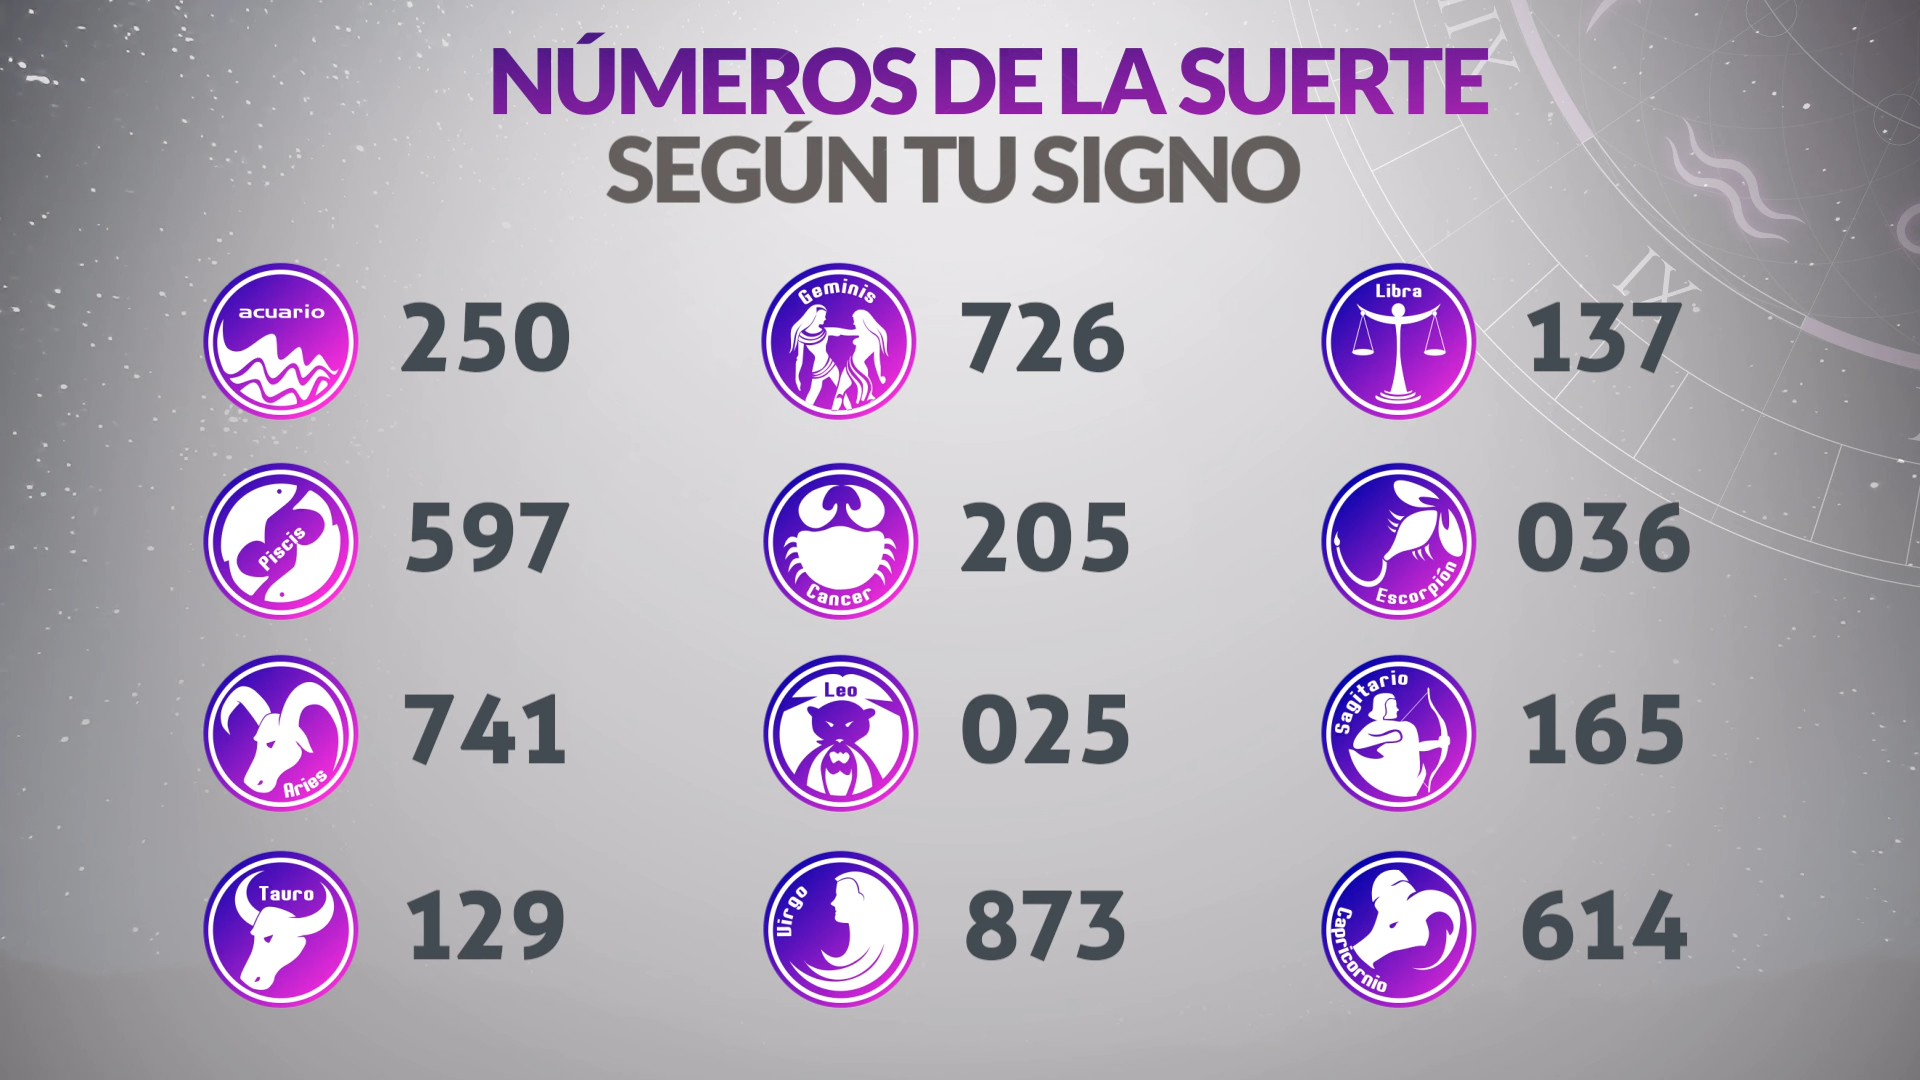 NÚMEROS DE LA SUERTE
SEGÚN TU SIGNO
acuario 250
Geminis 726
Libra 137
Piscis 597
Cancer 205
Escorpión 036
Aries 741
Leo 025
Sagitario 165
Tauro 129
Virgo 873
Capricornio 614
IX